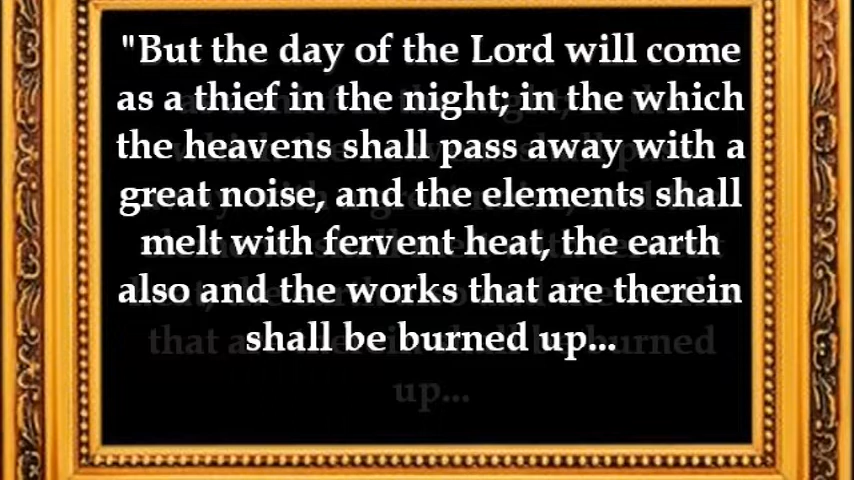 "But the day of the Lord will come
as a thief in the night; in the which
the heavens shall pass away with a
great noise, and the elements shall
melt with fervent heat, the earth
also and the works that are therein
shall be burned up...